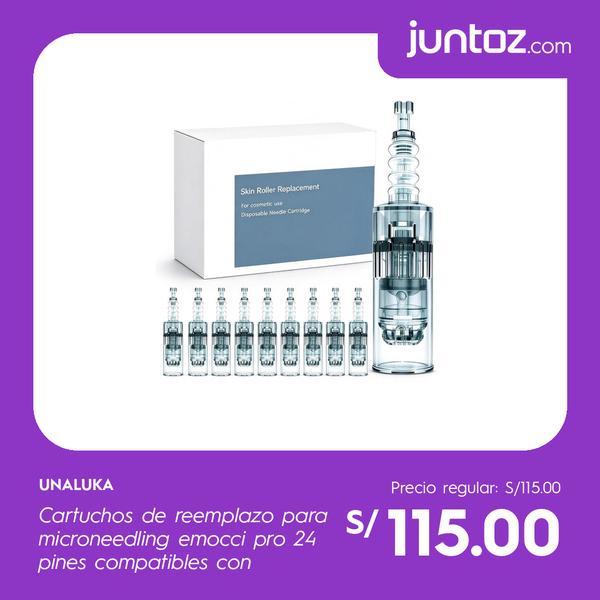 juntoz.com
Skin Roller Replacement
For cosmetic use
Disposable Needle Cartridge
UNALUKA
Precio regular: S/115.00
Cartuchos de reemplazo para
microneedling emocci pro 24
pines compatibles con
S/ 115.00